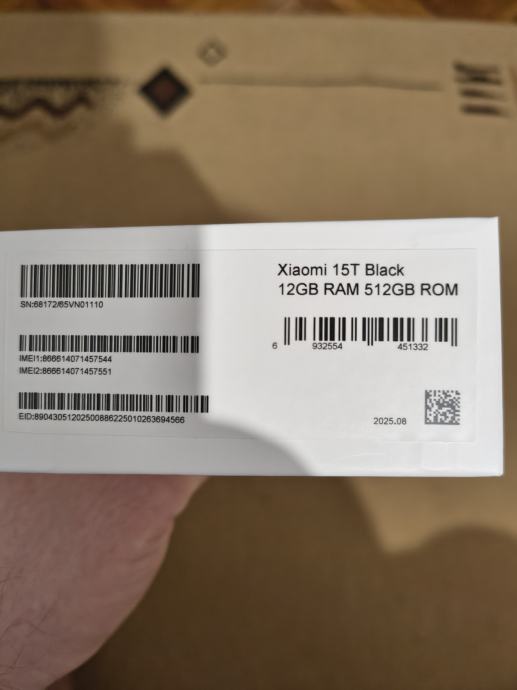 Xiaomi 15T Black
12GB RAM 512GB ROM
SN:68172/65VN01110
6 932554 451332
IMEI1:866614071457544
IMEI2:866614071457551
EID:89043051202500886225010263694566
2025.08